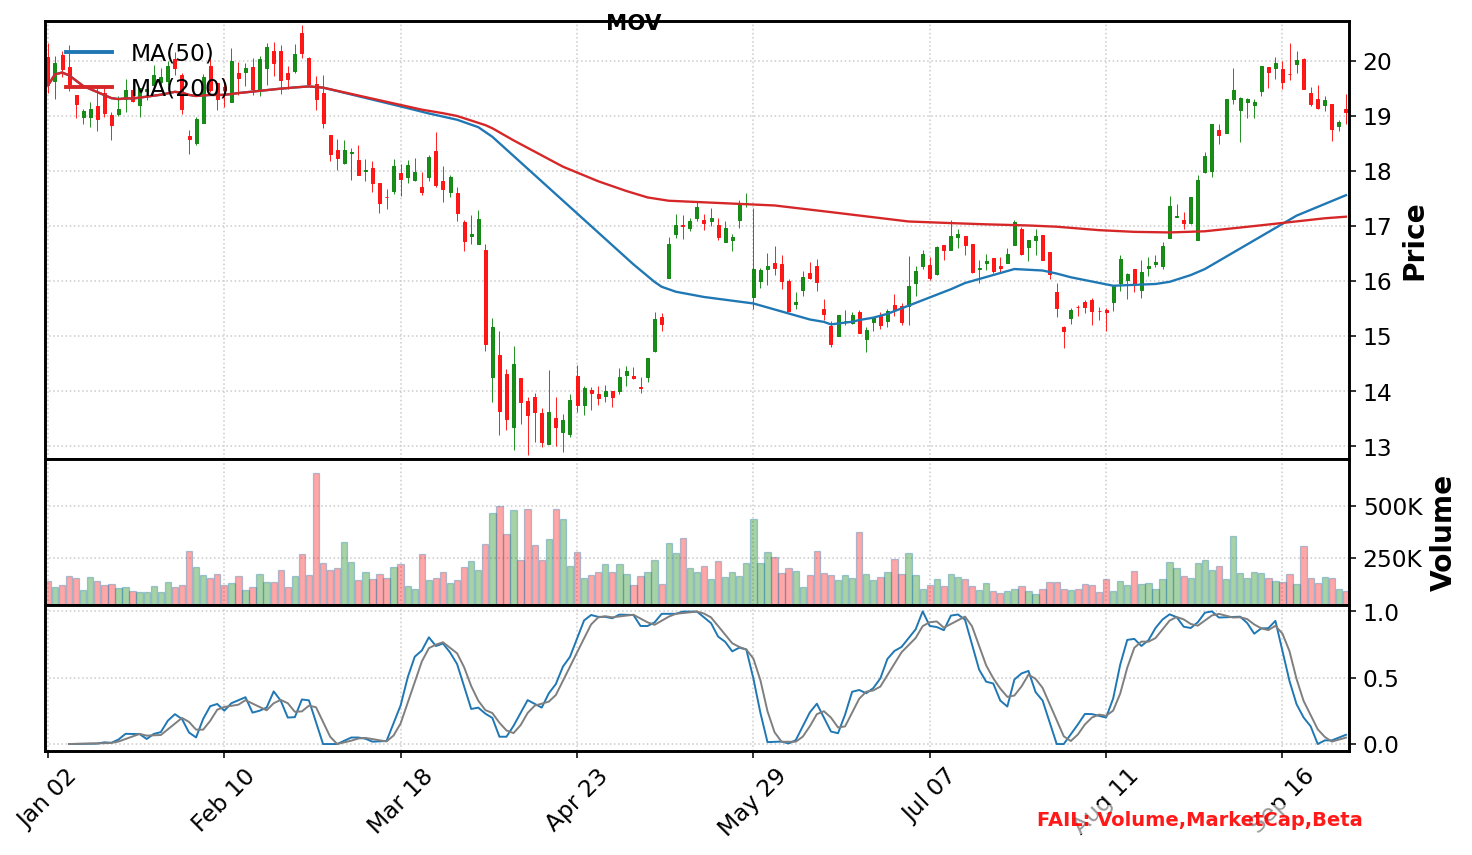 MOV
MA(50)
MA(200)
20
19
18
17
16
15
14
13
Price
500K
250K
Volume
1.0
0.5
0.0
Jan 02
Feb 10
Mar 18
Apr 23
May 29
Jul 07
Aug 11
Sep 16
FAIL: Volume,MarketCap,Beta